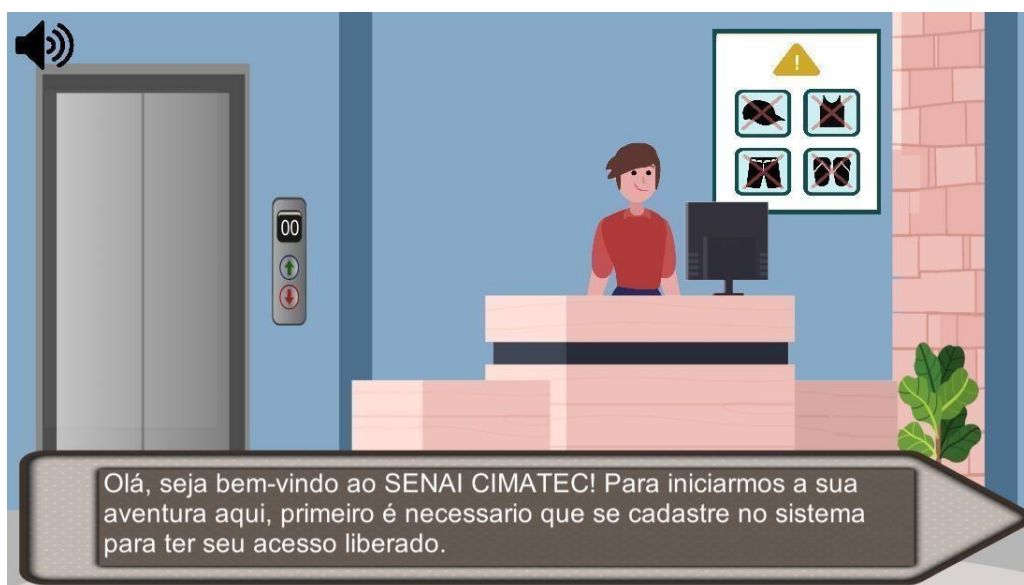 !
00
Olá, seja bem-vindo ao SENAI CIMATEC! Para iniciarmos a sua
aventura aqui, primeiro é necessario que se cadastre no sistema
para ter seu acesso liberado.